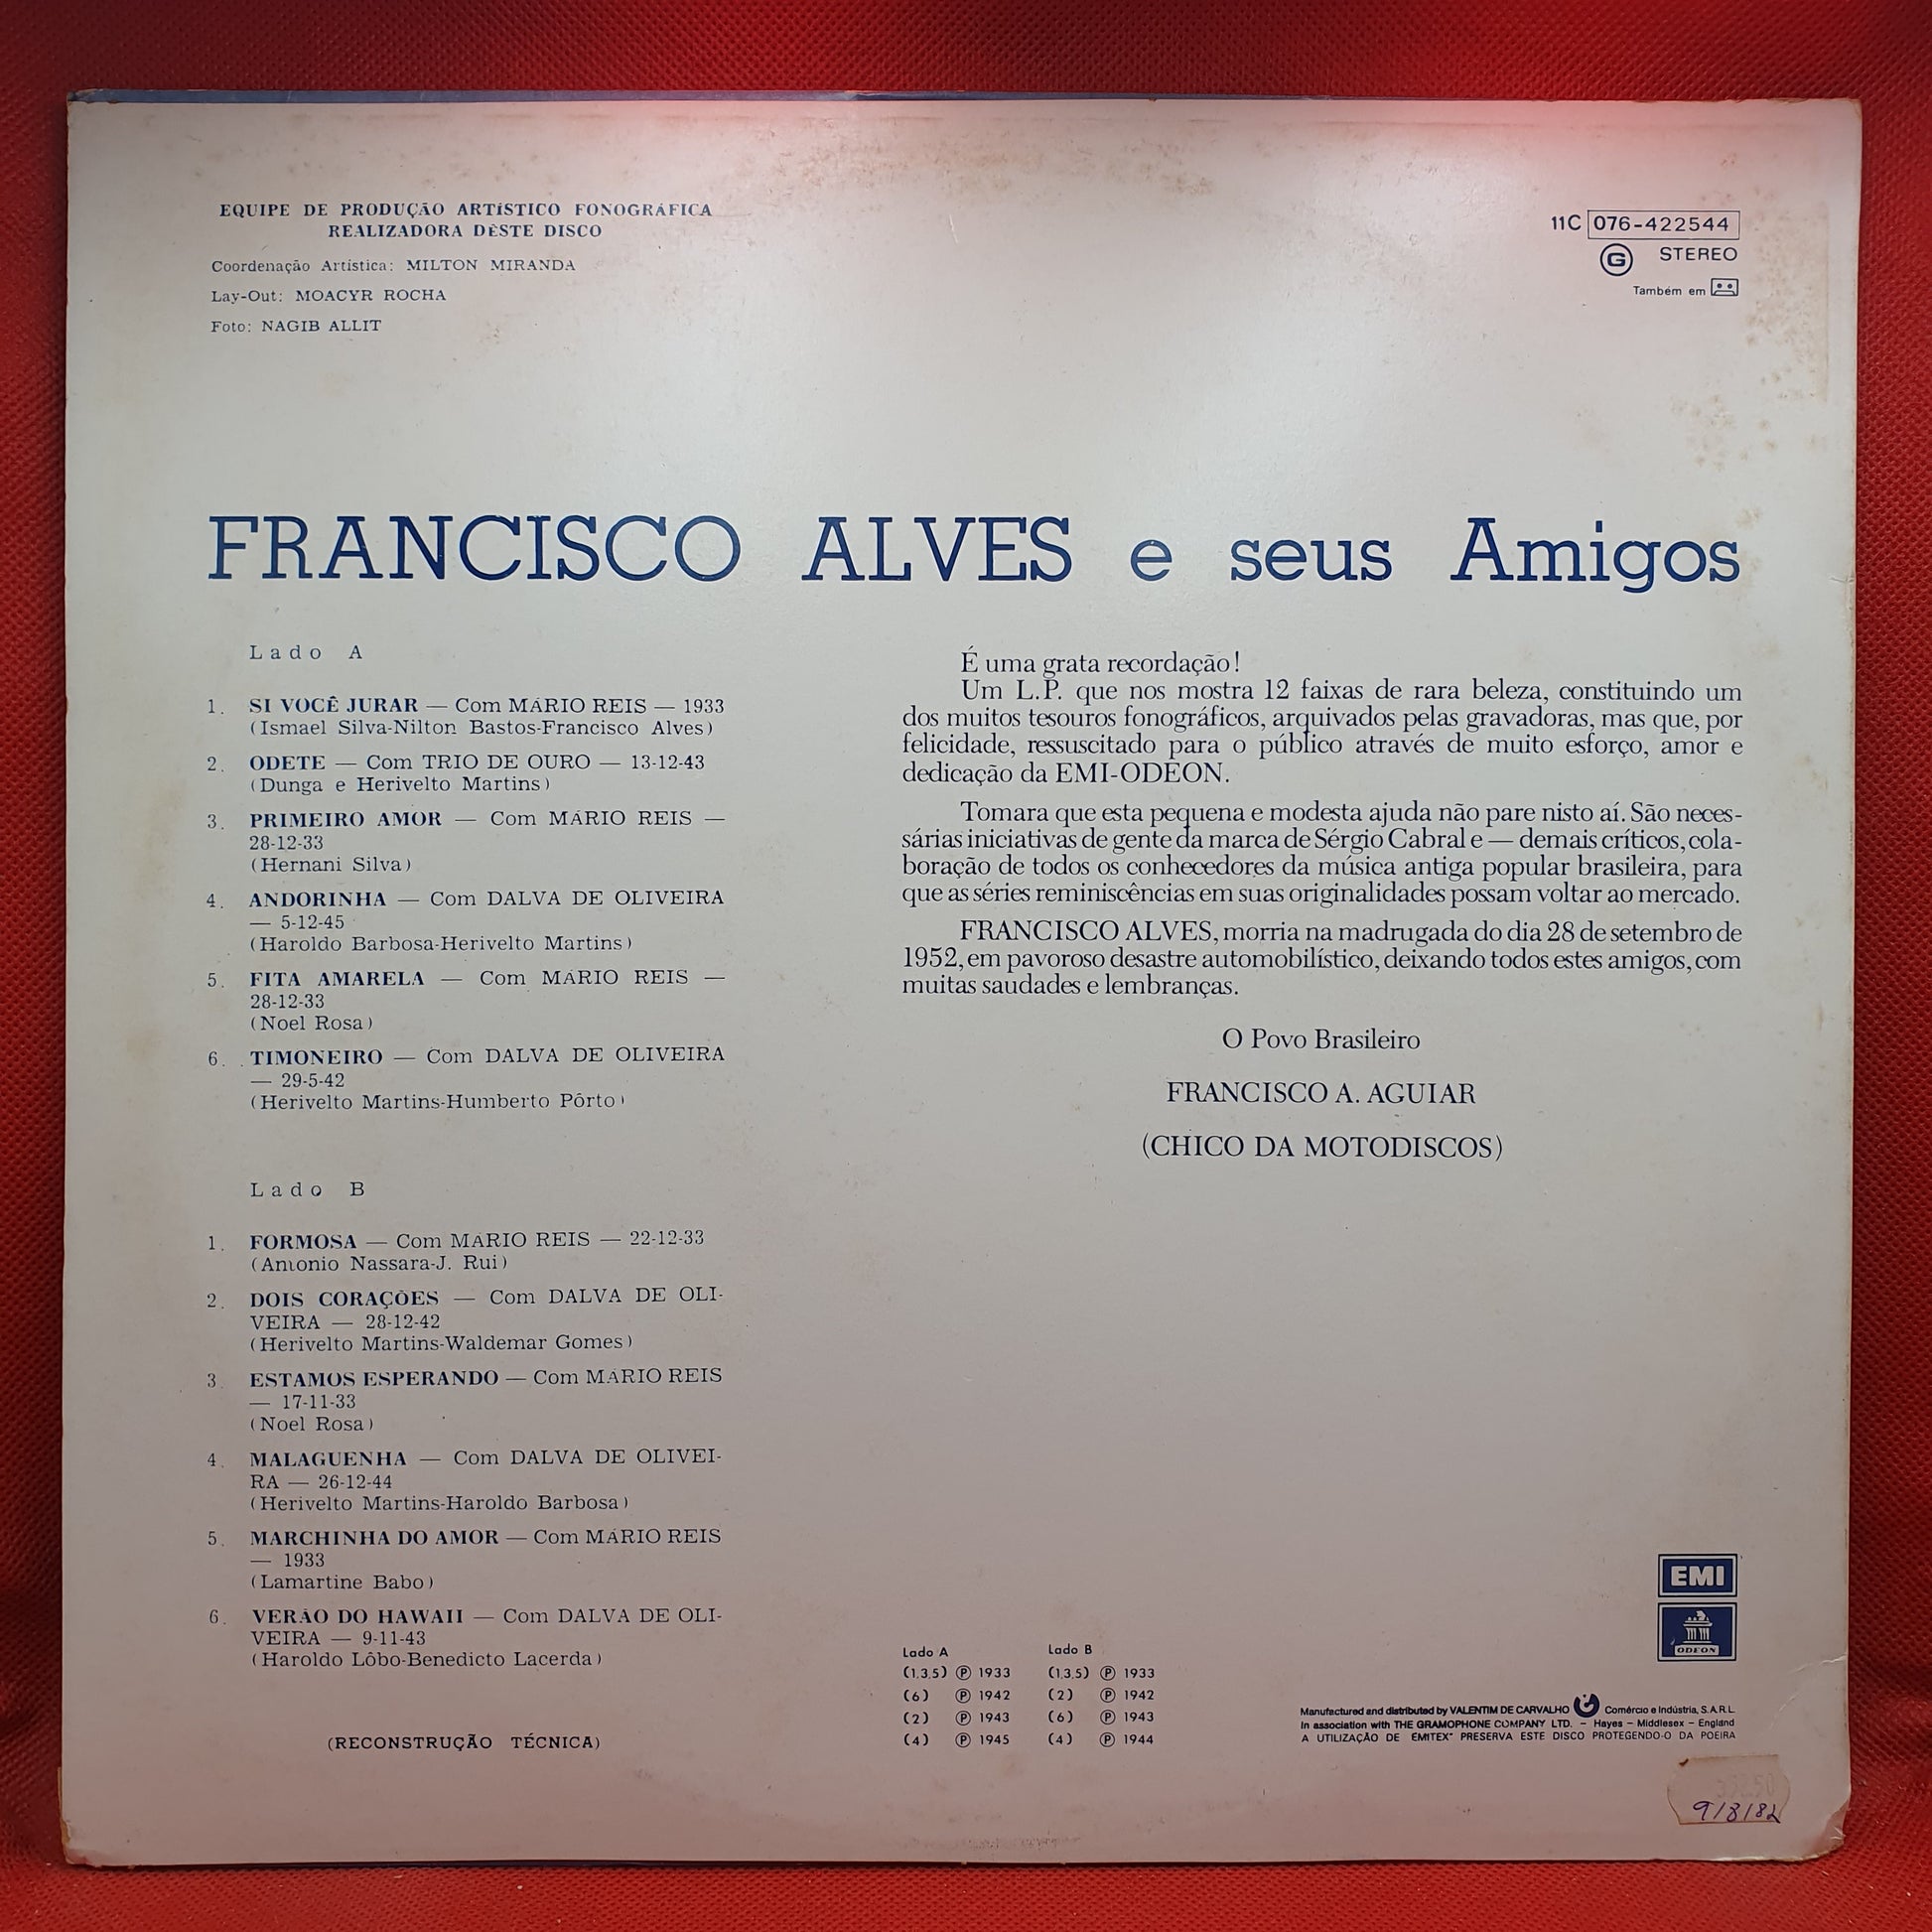 EQUIPE DE PRODUÇÃO ARTÍSTICO FONOGRÁFICA
REALIZADORA DÊSTE DISCO
Coordenação Artística: MILTON MIRANDA
Lay-Out: MOACYR ROCHA
Foto: NAGIB ALLIT
11C 076-422544
G STEREO
Também em
FRANCISCO ALVES e seus Amigos
Lado A
1. SI VOCÊ JURAR — Com MÁRIO REIS — 1933
(Ismael Silva-Nilton Bastos-Francisco Alves)
2. ODETE — Com TRIO DE OURO — 13-12-43
(Dunga e Herivelto Martins)
3. PRIMEIRO AMOR — Com MÁRIO REIS —
28-12-33
(Hernani Silva)
4. ANDORINHA — Com DALVA DE OLIVEIRA
— 5-12-45
(Haroldo Barbosa-Herivelto Martins)
5. FITA AMARELA — Com MÁRIO REIS —
28-12-33
(Noel Rosa)
6. TIMONEIRO — Com DALVA DE OLIVEIRA
— 29-5-42
(Herivelto Martins-Humberto Pôrto)
Lado B
1. FORMOSA — Com MÁRIO REIS — 22-12-33
(Antonio Nassara-J. Rui)
2. DOIS CORAÇÕES — Com DALVA DE OLI-
VEIRA — 28-12-42
(Herivelto Martins-Waldemar Gomes)
3. ESTAMOS ESPERANDO — Com MÁRIO REIS
— 17-11-33
(Noel Rosa)
4. MALAGUENHA — Com DALVA DE OLIVEI-
RA — 26-12-44
(Herivelto Martins-Haroldo Barbosa)
5. MARCHINHA DO AMOR — Com MÁRIO REIS
— 1933
(Lamartine Babo)
6. VERÃO DO HAWAII — Com DALVA DE OLI-
VEIRA — 9-11-43
(Haroldo Lôbo-Benedicto Lacerda)
(RECONSTRUÇÃO TÉCNICA)
É uma grata recordação!
Um L.P. que nos mostra 12 faixas de rara beleza, constituindo um
dos muitos tesouros fonográficos, arquivados pelas gravadoras, mas que, por
felicidade, ressuscitado para o público através de muito esforço, amor e
dedicação da EMI-ODEON.
Tomara que esta pequena e modesta ajuda não pare nisto aí. São neces-
sárias iniciativas de gente da marca de Sérgio Cabral e — demais críticos, cola-
boração de todos os conhecedores da música antiga popular brasileira, para
que as séries reminiscências em suas originalidades possam voltar ao mercado.
FRANCISCO ALVES, morria na madrugada do dia 28 de setembro de
1952, em pavoroso desastre automobilístico, deixando todos estes amigos, com
muitas saudades e lembranças.
O Povo Brasileiro
FRANCISCO A. AGUIAR
(CHICO DA MOTODISCOS)
Lado A Lado B
(1.3.5) Ⓟ 1933 (1.3.5) Ⓟ 1933
(6) Ⓟ 1942 (2) Ⓟ 1942
(2) Ⓟ 1943 (6) Ⓟ 1943
(4) Ⓟ 1945 (4) Ⓟ 1944
EMI
ODEON
Manufactured and distributed by VALENTIM DE CARVALHO Comércio e Indústria, S.A.R.L.
In association with THE GRAMOPHONE COMPANY LTD. – Hayes – Middlesex – England
A UTILIZAÇÃO DE "EMITEX" PRESERVA ESTE DISCO PROTEGENDO-O DA POEIRA
9/8/82